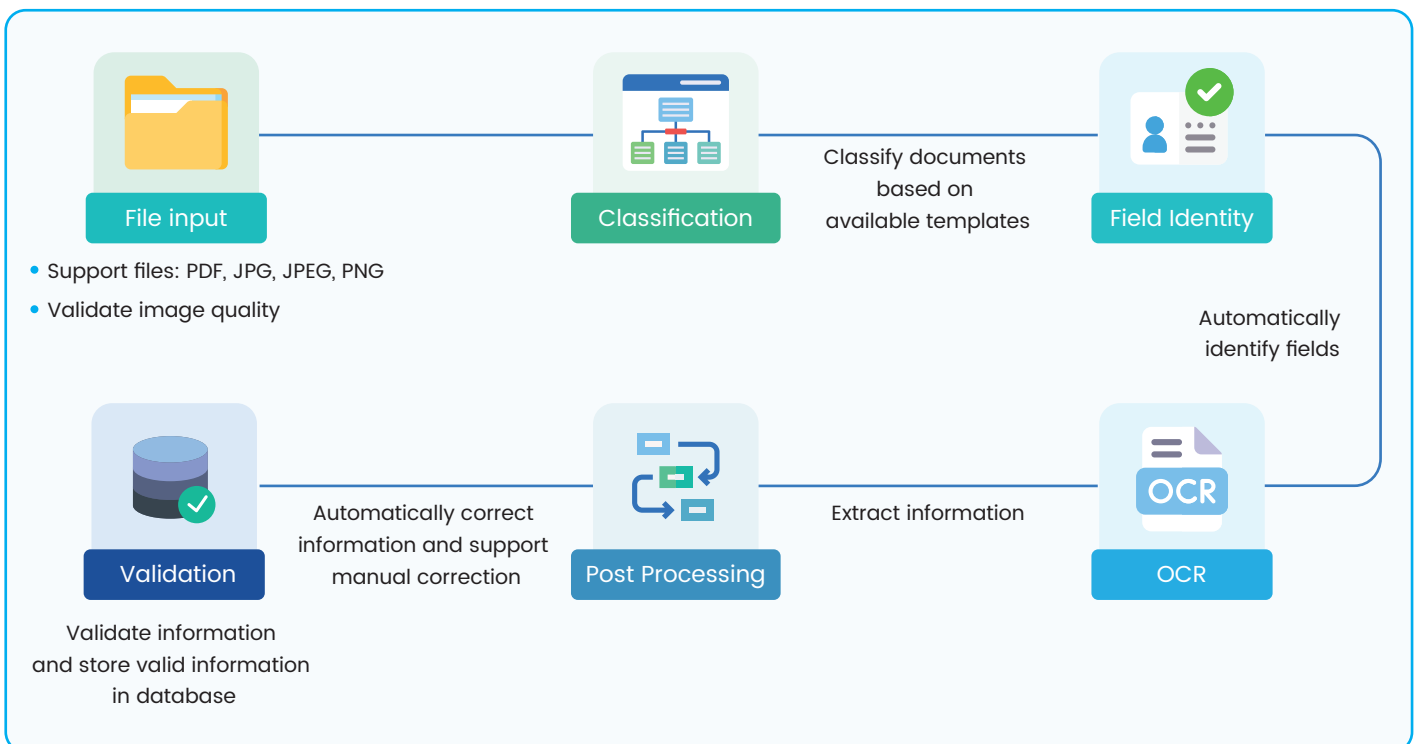 File input
• Support files: PDF, JPG, JPEG, PNG
• Validate image quality
Classification
Classify documents
based on
available templates
Field Identity
Automatically
identify fields
OCR
OCR
Extract information
Post Processing
Automatically correct
information and support
manual correction
Validation
Validate information
and store valid information
in database